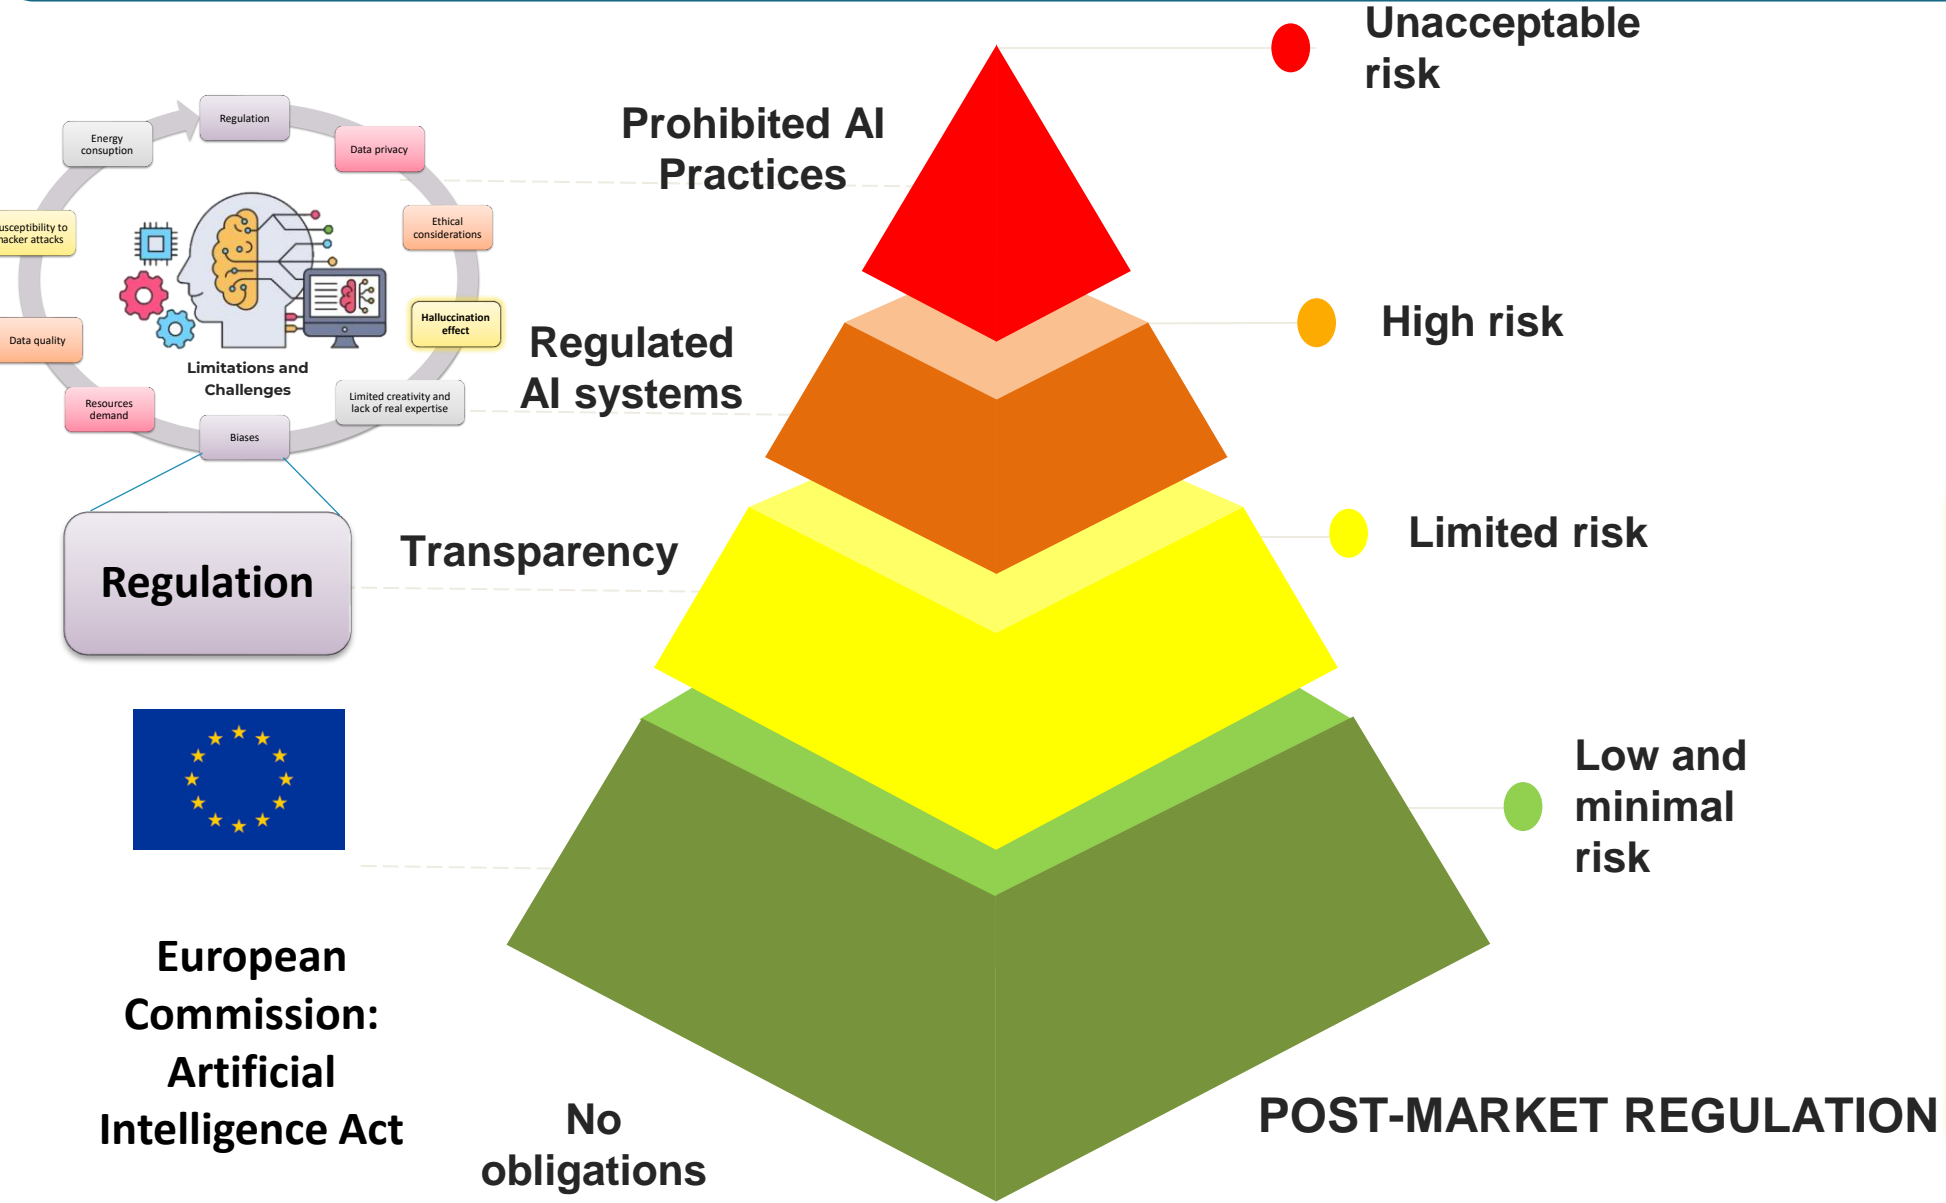 Unacceptable
risk
Prohibited AI
Practices
Regulation
Energy
consuption
Data privacy
usceptibility to
hacker attacks
Ethical
considerations
Halluccination
effect
Data quality
Limitations and
Challenges
Resources
demand
Limited creativity and
lack of real expertise
Biases
High risk
Regulated
AI systems
Regulation
Transparency
Limited risk
Low and
minimal
risk
European
Commission:
Artificial
Intelligence Act
No
obligations
POST-MARKET REGULATION